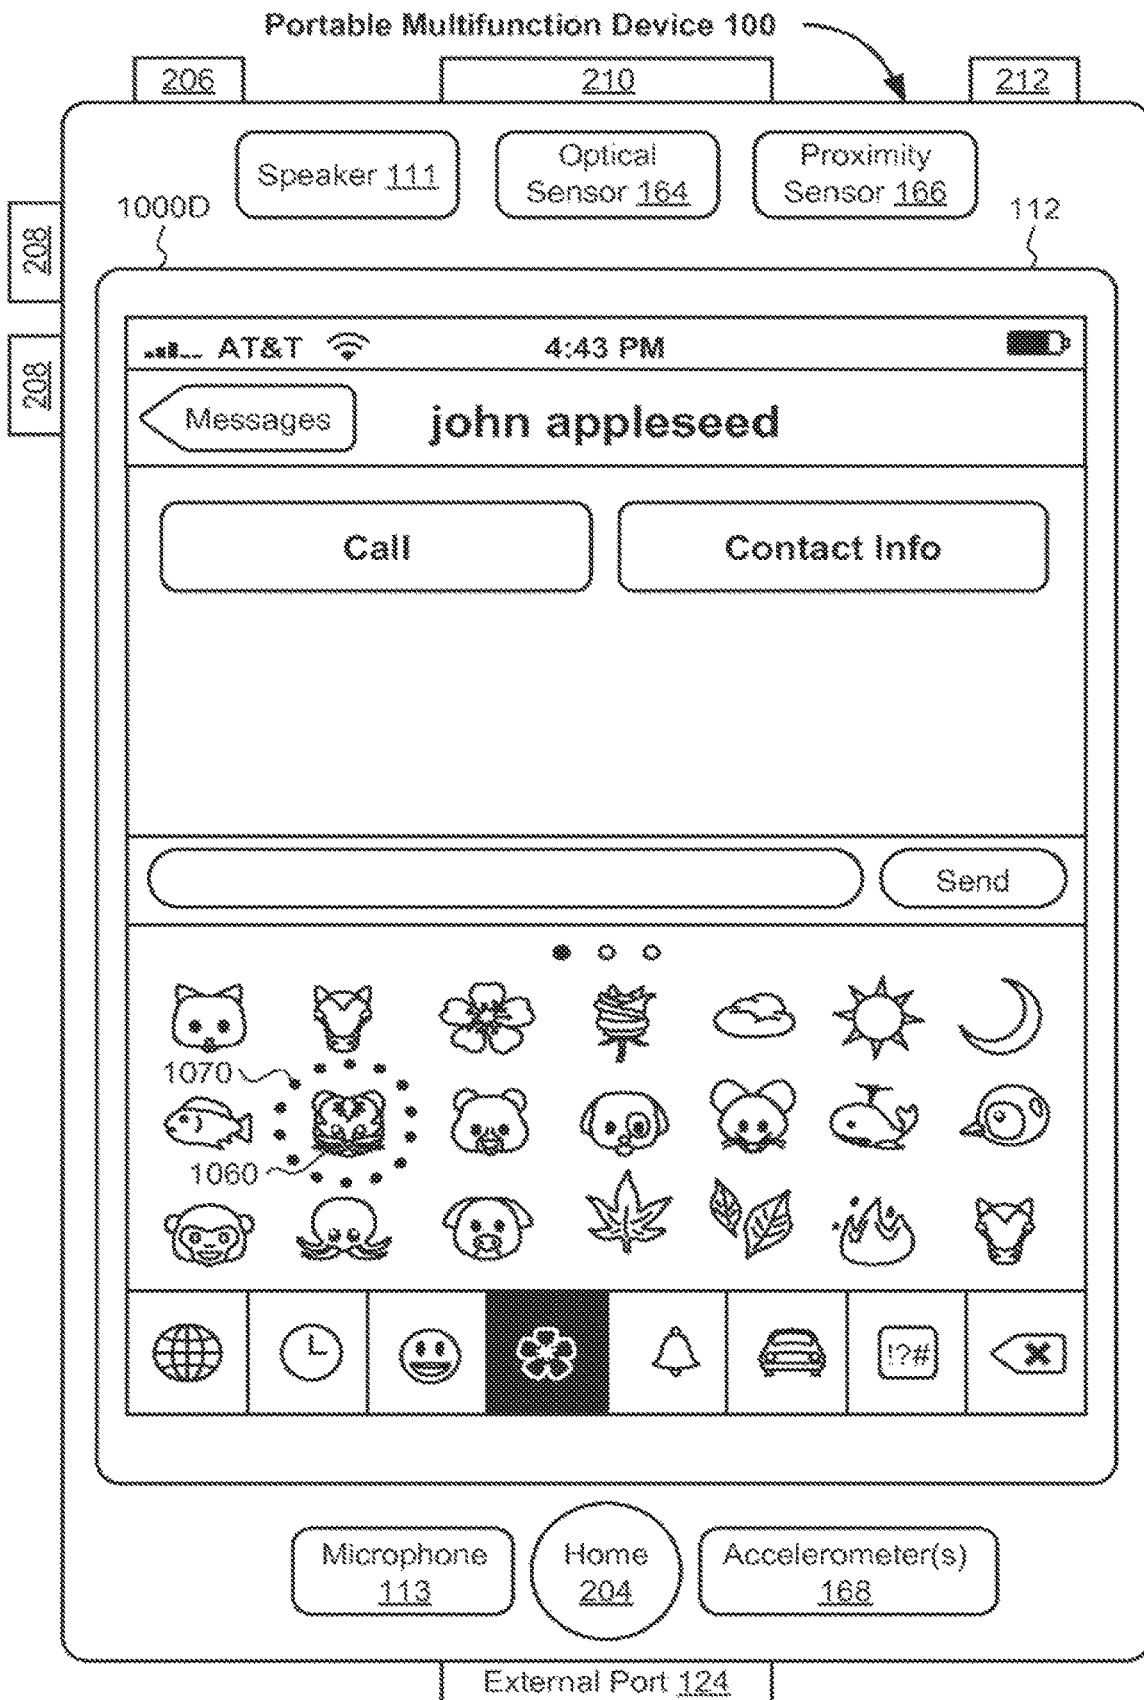 Portable Multifunction Device 100
206
210
212
Speaker 111
Optical
Sensor 164
Proximity
Sensor 166
1000D
112
208
208
AT&T
4:43 PM
Messages
john appleseed
Call
Contact Info
Send
1070
1060
!?#
Microphone
113
Home
204
Accelerometer(s)
168
External Port 124